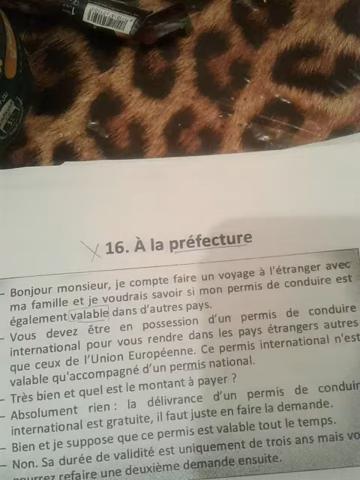 16. À la préfecture
– Bonjour monsieur, je compte faire un voyage à l'étranger avec
ma famille et je voudrais savoir si mon permis de conduire est
également valable dans d'autres pays.
– Vous devez être en possession d'un permis de conduire
international pour vous rendre dans les pays étrangers autres
que ceux de l'Union Européenne. Ce permis international n'est
valable qu'accompagné d'un permis national.
– Très bien et quel est le montant à payer ?
– Absolument rien : la délivrance d'un permis de conduir
international est gratuite, il faut juste en faire la demande.
– Bien et je suppose que ce permis est valable tout le temps.
– Non. Sa durée de validité est uniquement de trois ans mais vo
pourrez refaire une deuxième demande ensuite.